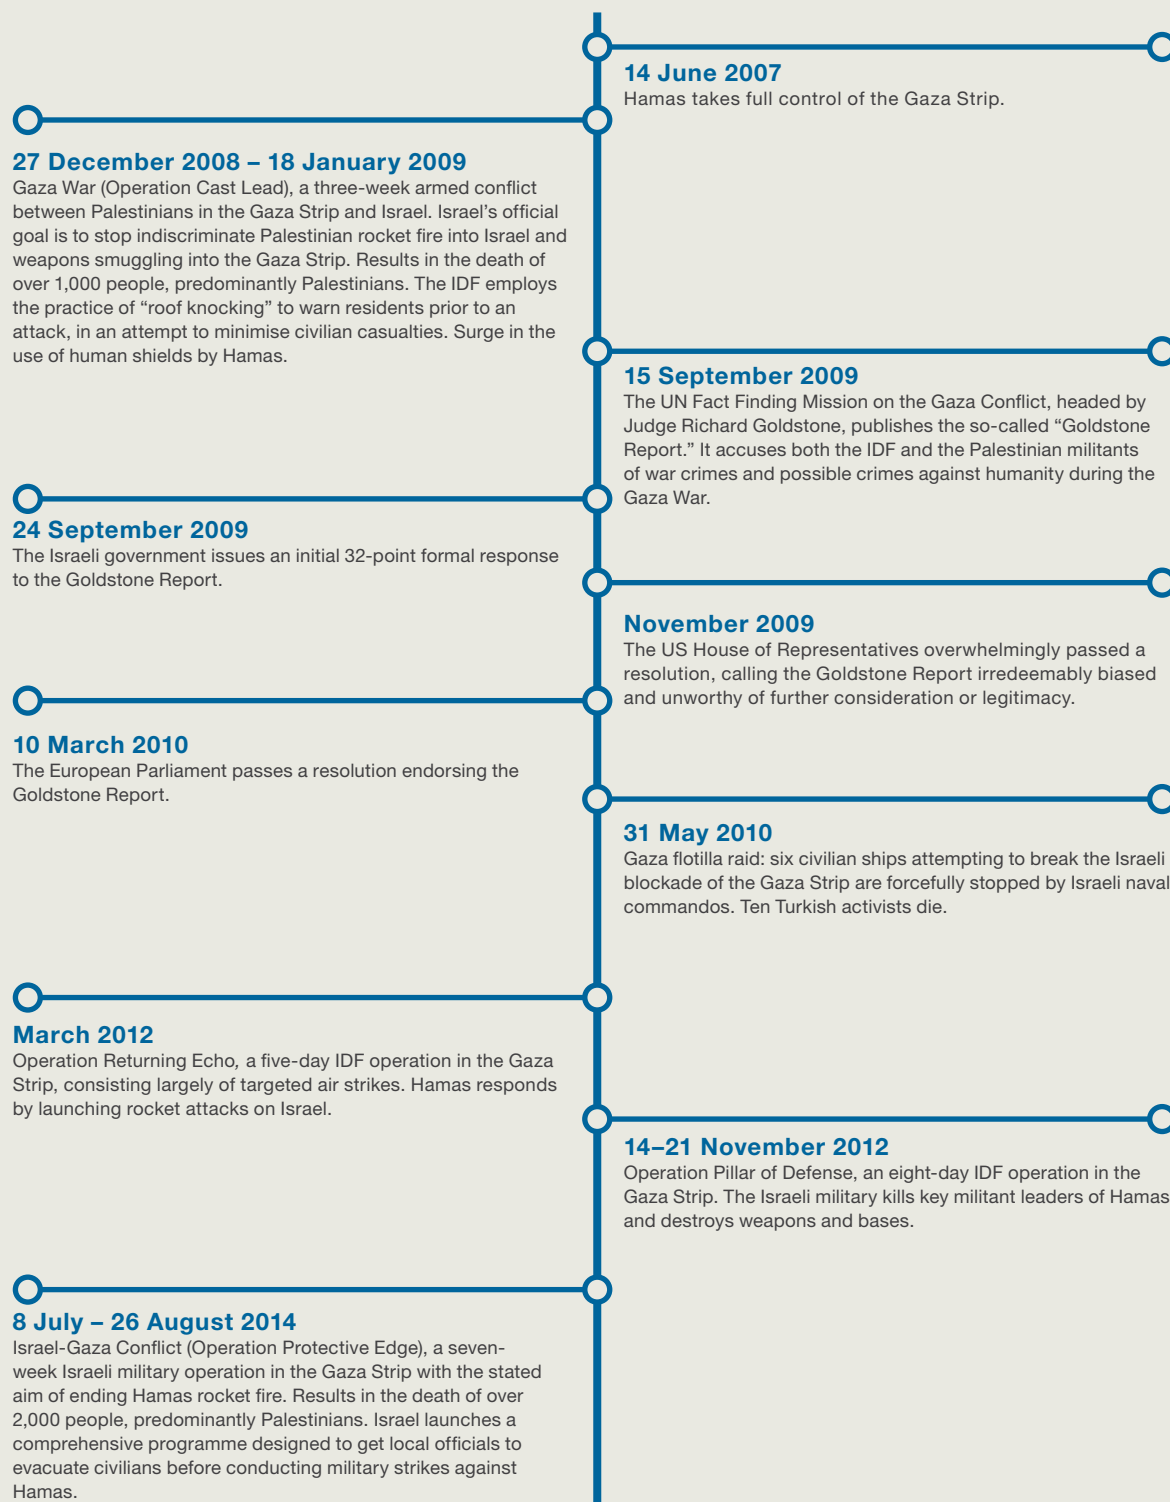 14 June 2007
Hamas takes full control of the Gaza Strip.
27 December 2008 – 18 January 2009
Gaza War (Operation Cast Lead), a three-week armed conflict
between Palestinians in the Gaza Strip and Israel. Israel’s official
goal is to stop indiscriminate Palestinian rocket fire into Israel and
weapons smuggling into the Gaza Strip. Results in the death of
over 1,000 people, predominantly Palestinians. The IDF employs
the practice of “roof knocking” to warn residents prior to an
attack, in an attempt to minimise civilian casualties. Surge in the
use of human shields by Hamas.
15 September 2009
The UN Fact Finding Mission on the Gaza Conflict, headed by
Judge Richard Goldstone, publishes the so-called “Goldstone
Report.” It accuses both the IDF and the Palestinian militants
of war crimes and possible crimes against humanity during the
Gaza War.
24 September 2009
The Israeli government issues an initial 32-point formal response
to the Goldstone Report.
November 2009
The US House of Representatives overwhelmingly passed a
resolution, calling the Goldstone Report irredeemably biased
and unworthy of further consideration or legitimacy.
10 March 2010
The European Parliament passes a resolution endorsing the
Goldstone Report.
31 May 2010
Gaza flotilla raid: six civilian ships attempting to break the Israeli
blockade of the Gaza Strip are forcefully stopped by Israeli naval
commandos. Ten Turkish activists die.
March 2012
Operation Returning Echo, a five-day IDF operation in the Gaza
Strip, consisting largely of targeted air strikes. Hamas responds
by launching rocket attacks on Israel.
14–21 November 2012
Operation Pillar of Defense, an eight-day IDF operation in the
Gaza Strip. The Israeli military kills key militant leaders of Hamas
and destroys weapons and bases.
8 July – 26 August 2014
Israel-Gaza Conflict (Operation Protective Edge), a seven-
week Israeli military operation in the Gaza Strip with the stated
aim of ending Hamas rocket fire. Results in the death of over
2,000 people, predominantly Palestinians. Israel launches a
comprehensive programme designed to get local officials to
evacuate civilians before conducting military strikes against
Hamas.